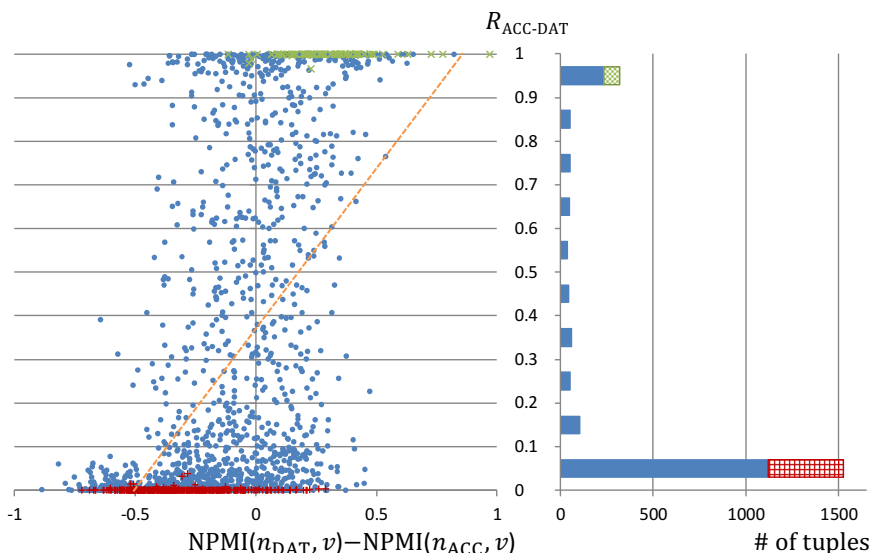 R_ACC-DAT
1
0.9
0.8
0.7
0.6
0.5
0.4
0.3
0.2
0.1
0
-1 -0.5 0 0.5 1
0 500 1000 1500
NPMI(n_DAT, v)−NPMI(n_ACC, v)
# of tuples